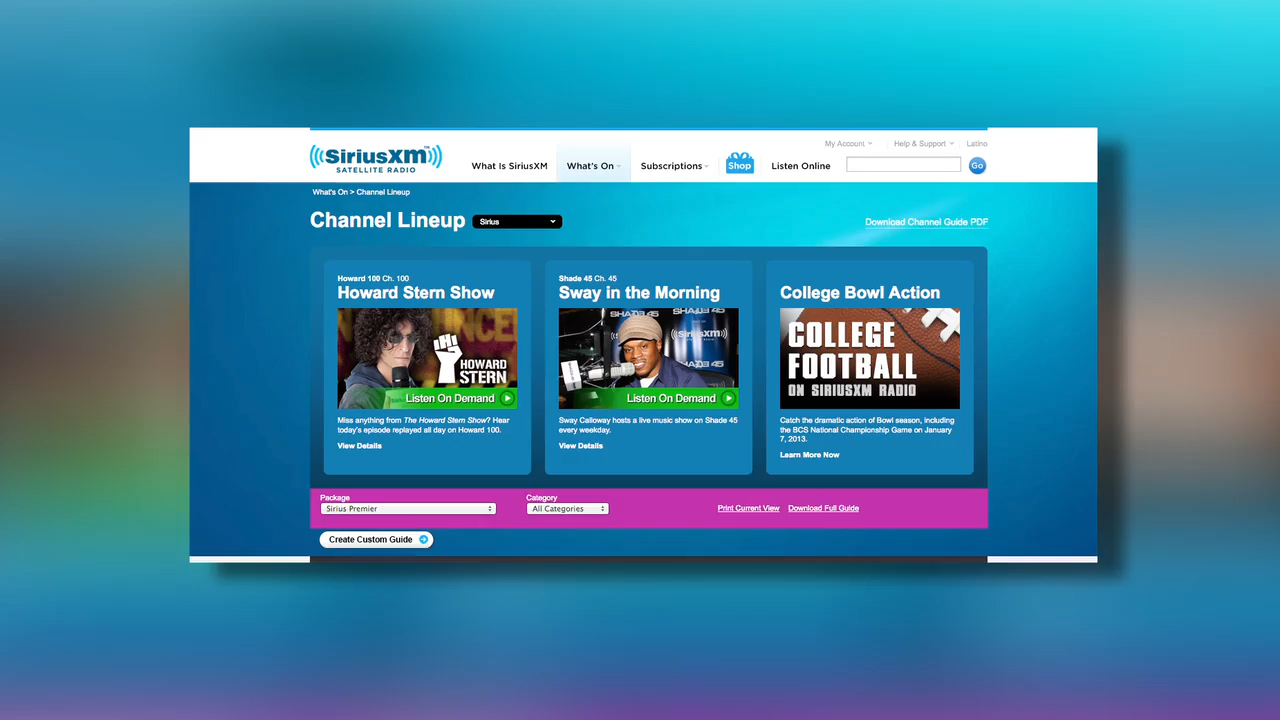 SiriusXM
SATELLITE RADIO
My Account
Help & Support
Latino
What Is SiriusXM
What's On
Subscriptions
Shop
Listen Online
Go
What's On > Channel Lineup
Channel Lineup
Sirius
Download Channel Guide PDF
Howard 100 Ch. 100
Howard Stern Show
HOWARD
STERN
Listen On Demand
Miss anything from The Howard Stern Show? Hear
today's episode replayed all day on Howard 100.
View Details
Shade 45 Ch. 45
Sway in the Morning
SHADE 45
SiriusXM
SHADE 45
Listen On Demand
Sway Calloway hosts a live music show on Shade 45
every weekday.
View Details
College Bowl Action
COLLEGE
FOOTBALL
ON SIRIUSXM RADIO
Catch the dramatic action of Bowl season, including
the BCS National Championship Game on January
7, 2013.
Learn More Now
Package
Sirius Premier
Category
All Categories
Print Current View
Download Full Guide
Create Custom Guide